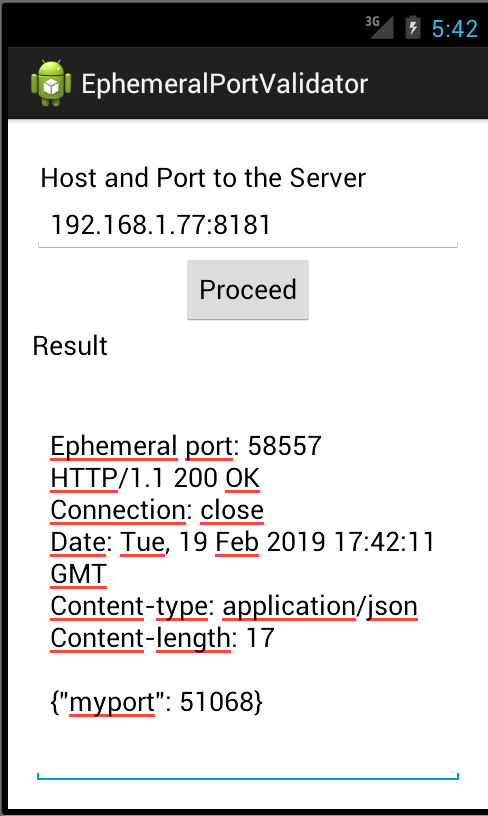 3G 5:42
EphemeralPortValidator
Host and Port to the Server
192.168.1.77:8181
Proceed
Result
Ephemeral port: 58557
HTTP/1.1 200 OK
Connection: close
Date: Tue, 19 Feb 2019 17:42:11
GMT
Content-type: application/json
Content-length: 17
{"myport": 51068}